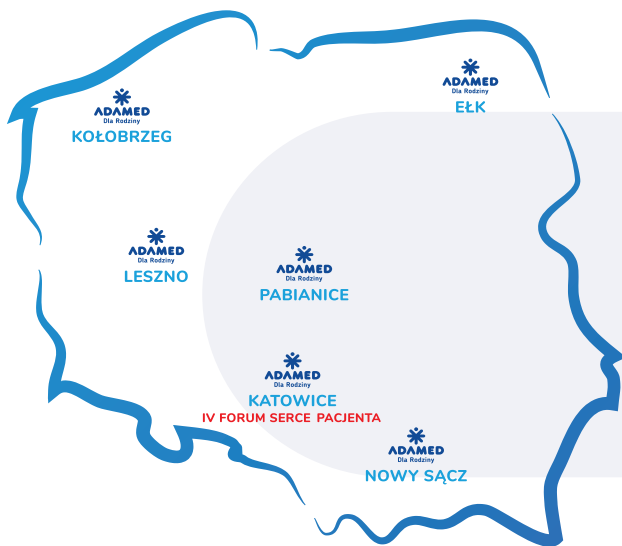 ADAMED
Dla Rodziny
EŁK
ADAMED
Dla Rodziny
KOŁOBRZEG
ADAMED
Dla Rodziny
LESZNO
ADAMED
Dla Rodziny
PABIANICE
ADAMED
Dla Rodziny
KATOWICE
IV FORUM SERCE PACJENTA
ADAMED
Dla Rodziny
NOWY SĄCZ